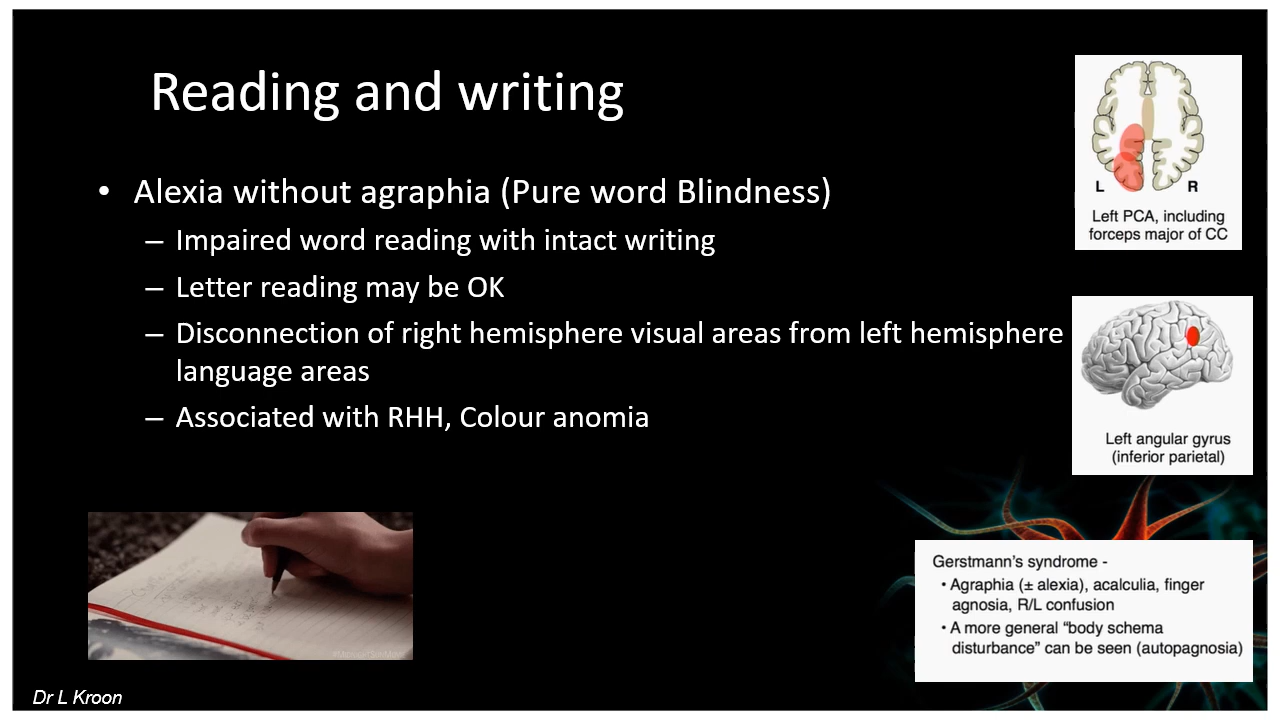 Reading and writing
• Alexia without agraphia (Pure word Blindness)
– Impaired word reading with intact writing
– Letter reading may be OK
– Disconnection of right hemisphere visual areas from left hemisphere
language areas
– Associated with RHH, Colour anomia
L R
Left PCA, including
forceps major of CC
Left angular gyrus
(inferior parietal)
Gerstmann's syndrome -
• Agraphia (± alexia), acalculia, finger
agnosia, R/L confusion
• A more general “body schema
disturbance” can be seen (autopagnosia)
Dr L Kroon